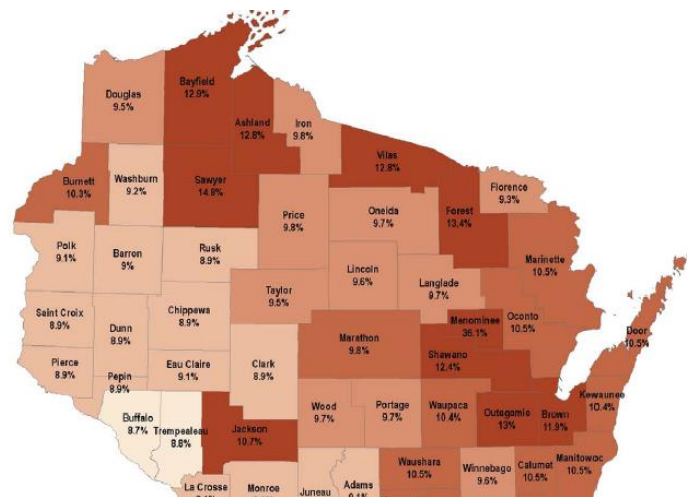 Bayfield
12.9%
Douglas
9.5%
Ashland
12.8%
Iron
9.8%
Vilas
12.8%
Burnett
10.3%
Washburn
9.2%
Sawyer
14.8%
Florence
9.3%
Price
9.8%
Oneida
9.7%
Forest
13.4%
Polk
9.1%
Barron
9%
Rusk
8.9%
Marinette
10.5%
Lincoln
9.6%
Langlade
9.7%
Taylor
9.5%
Saint Croix
8.9%
Chippewa
8.9%
Dunn
8.9%
Menominee
36.1%
Oconto
10.5%
Door
10.5%
Marathon
9.8%
Shawano
12.4%
Pierce
8.9%
Eau Claire
9.1%
Clark
8.9%
Pepin
8.9%
Buffalo
8.7%
Trempealeau
8.8%
Jackson
10.7%
Wood
9.7%
Portage
9.7%
Waupaca
10.4%
Outagamie
13%
Brown
11.9%
Kewaunee
10.4%
Waushara
10.5%
Winnebago
9.6%
Calumet
10.5%
Manitowoc
10.5%
La Crosse
Monroe
Juneau
Adams